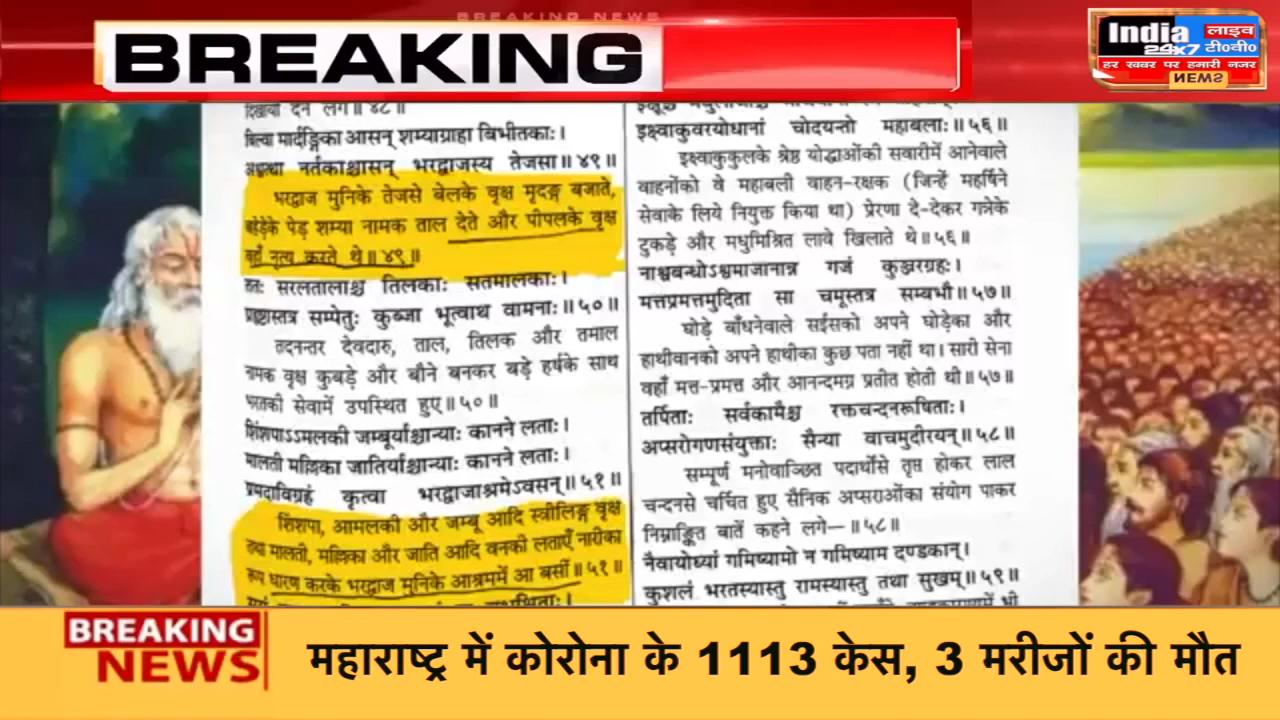 BREAKING NEWS
BREAKING
India लाइव
24x7 टी०वी०
हर खबर पर हमारी नजर
NEWS
दिखायी देने लगे॥४८॥
बिल्वा मार्दङ्गिका आसन् शम्याग्राहा बिभीतकाः।
अश्वत्था नर्तकाश्चासन् भरद्वाजस्य तेजसा॥४९॥
भरद्वाज मुनिके तेजसे बेलके वृक्ष मृदङ्ग बजाते,
बहेड़ेके पेड़ शम्या नामक ताल देते और पीपलके वृक्ष
वहाँ नृत्य करते थे॥४९॥
ततः सरलतालाश्च तिलकाः सतमालकाः।
प्रहृष्टास्तत्र सम्पेतुः कुब्जा भूत्वाथ वामनाः॥५०॥
तदनन्तर देवदारु, ताल, तिलक और तमाल
नामक वृक्ष कुबड़े और बौने बनकर बड़े हर्षके साथ
भरतकी सेवामें उपस्थित हुए॥५०॥
शिंशपाऽऽमलकी जम्बूर्याश्चान्याः कानने लताः।
मालती मल्लिका जातिर्याश्चान्याः कानने लताः।
प्रमदाविग्रहं कृत्वा भरद्वाजाश्रमेऽवसन्॥५१॥
शिंशपा, आमलकी और जम्बू आदि स्त्रीलिङ्ग वृक्ष
तथा मालती, मल्लिका और जाति आदि वनकी लताएँ नारीका
रूप धारण करके भरद्वाज मुनिके आश्रममें आ बसीं॥५१॥
इक्ष्वाकुवरयोधानां चोदयन्तो महाबलाः॥५६॥
इक्ष्वाकुकुलके श्रेष्ठ योद्धाओंकी सवारीमें आनेवाले
वाहनोंको वे महाबली वाहन-रक्षक (जिन्हें महर्षिने
सेवाके लिये नियुक्त किया था) प्रेरणा दे-देकर गन्नेके
टुकड़े और मधुमिश्रित लावे खिलाते थे॥५६॥
नाश्वबन्धोऽश्वमाजानान्न गजं कुञ्जरग्रहः।
मत्तप्रमत्तमुदिता सा चमूस्तत्र सम्बभौ॥५७॥
घोड़े बाँधनेवाले सईसको अपने घोड़ेका और
हाथीवानको अपने हाथीका कुछ पता नहीं था। सारी सेना
वहाँ मत्त-प्रमत्त और आनन्दमग्न प्रतीत होती थी॥५७॥
तर्पिताः सर्वकामैश्च रक्तचन्दनरूषिताः।
अप्सरोगणसंयुक्ताः सैन्या वाचमुदीरयन्॥५८॥
सम्पूर्ण मनोवाञ्छित पदार्थोंसे तृप्त होकर लाल
चन्दनसे चर्चित हुए सैनिक अप्सराओंका संयोग पाकर
निम्नाङ्कित बातें कहने लगे—॥५८॥
नैवायोध्यां गमिष्यामो न गमिष्याम दण्डकान्।
कुशलं भरतस्यास्तु रामस्यास्तु तथा सुखम्॥५९॥
BREAKING
NEWS
महाराष्ट्र में कोरोना के 1113 केस, 3 मरीजों की मौत